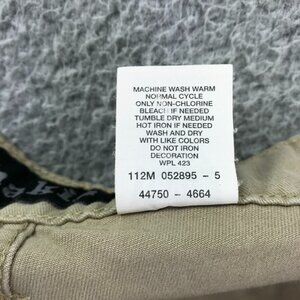 MACHINE WASH WARM
NORMAL CYCLE
ONLY NON-CHLORINE
BLEACH IF NEEDED
TUMBLE DRY MEDIUM
HOT IRON IF NEEDED
WASH AND DRY
WITH LIKE COLORS
DO NOT IRON
DECORATION
WPL 423
112M 052895 - 5
44750 - 4664